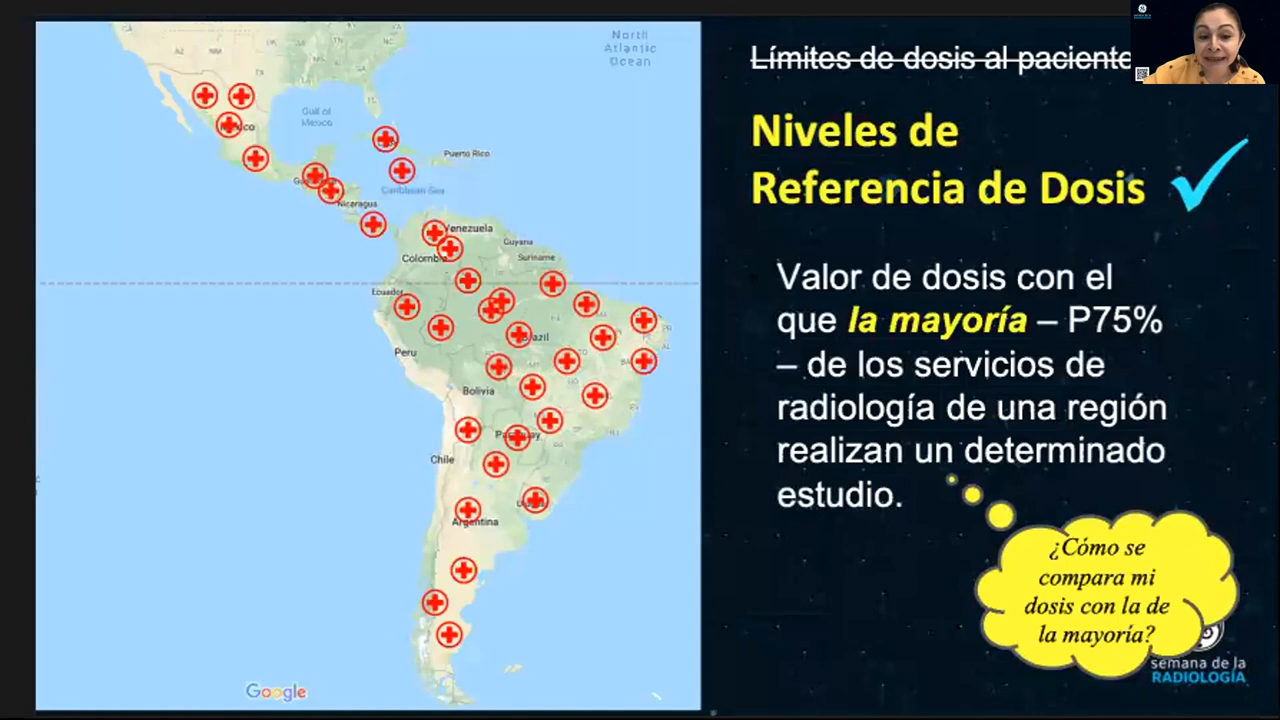 Límites de dosis al paciente
Niveles de
Referencia de Dosis
Valor de dosis con el
que la mayoría – P75%
– de los servicios de
radiología de una región
realizan un determinado
estudio.
¿Cómo se
compara mi
dosis con la de
la mayoría?
semana de la
RADIOLOGÍA
North
Atlantic
Ocean
Gulf of
Mexico
Puerto Rico
Caribbean Sea
Nicaragua
Venezuela
Guyana
Suriname
Colombia
Ecuador
Brazil
Peru
Bolivia
Paraguay
Chile
Argentina
Google